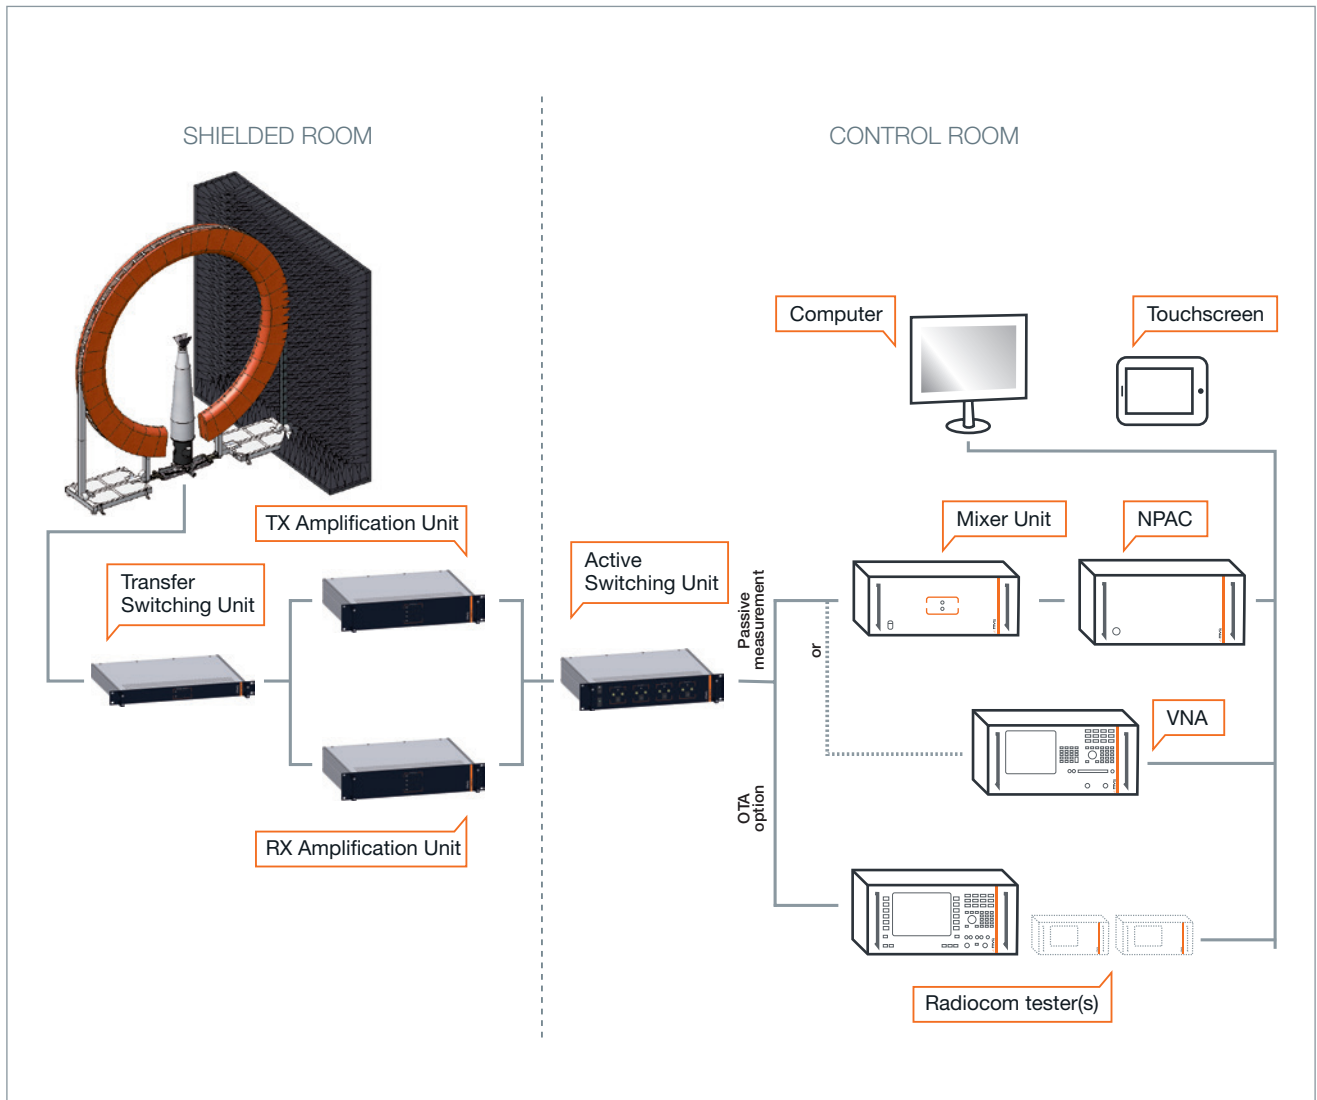 SHIELDED ROOM
CONTROL ROOM
Computer
Touchscreen
TX Amplification Unit
Mixer Unit
NPAC
Transfer
Switching Unit
Active
Switching Unit
Passive
measurement
or
VNA
OTA
option
RX Amplification Unit
Radiocom tester(s)